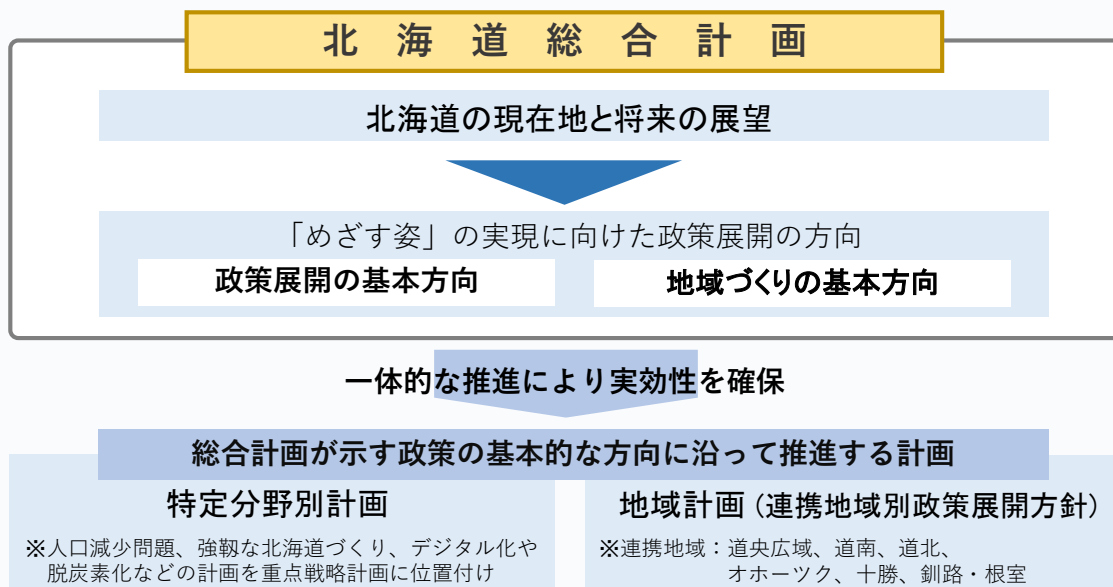 北海道総合計画
北海道の現在地と将来の展望
「めざす姿」の実現に向けた政策展開の方向
政策展開の基本方向
地域づくりの基本方向
一体的な推進により実効性を確保
総合計画が示す政策の基本的な方向に沿って推進する計画
特定分野別計画
※人口減少問題、強靱な北海道づくり、デジタル化や
脱炭素化などの計画を重点戦略計画に位置付け
地域計画（連携地域別政策展開方針）
※連携地域：道央広域、道南、道北、
オホーツク、十勝、釧路・根室